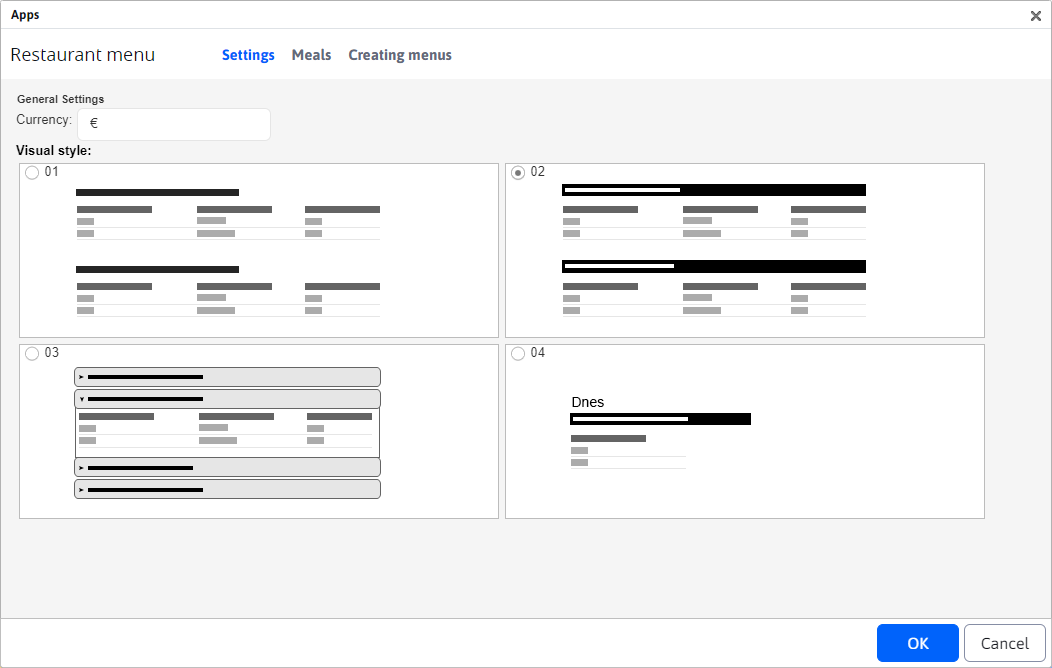 Apps
Restaurant menu
Settings Meals Creating menus
General Settings
Currency: €
Visual style:
01
02
03
04
Dnes
OK Cancel